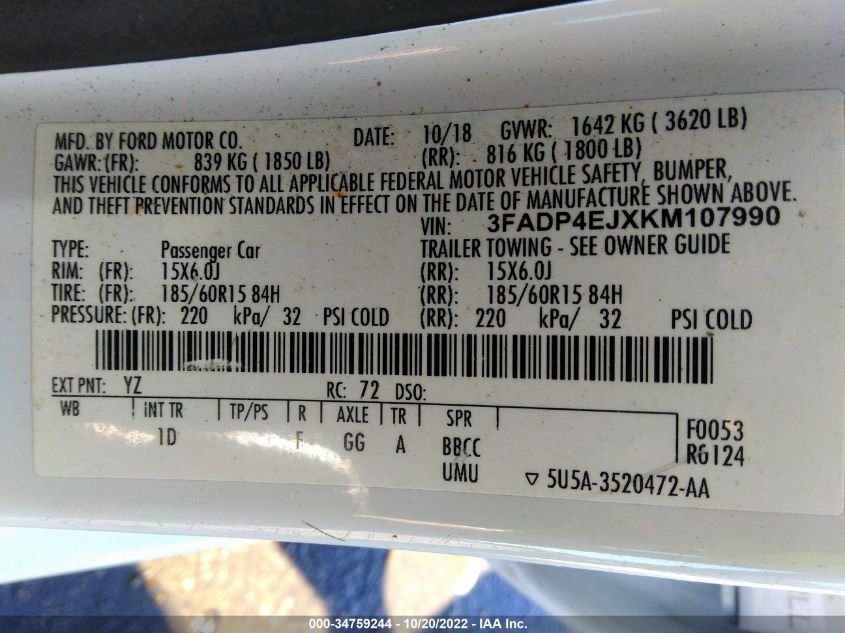 MFD. BY FORD MOTOR CO. DATE: 10/18 GVWR: 1642 KG ( 3620 LB)
GAWR: (FR): 839 KG ( 1850 LB) (RR): 816 KG ( 1800 LB)
THIS VEHICLE CONFORMS TO ALL APPLICABLE FEDERAL MOTOR VEHICLE SAFETY, BUMPER,
AND THEFT PREVENTION STANDARDS IN EFFECT ON THE DATE OF MANUFACTURE SHOWN ABOVE.
VIN: 3FADP4EJXKM107990
TYPE: Passenger Car TRAILER TOWING - SEE OWNER GUIDE
RIM: (FR): 15X6.0J (RR): 15X6.0J
TIRE: (FR): 185/60R15 84H (RR): 185/60R15 84H
PRESSURE: (FR): 220 kPa/ 32 PSI COLD (RR): 220 kPa/ 32 PSI COLD
EXT PNT: YZ RC: 72 DSO:
WB INT TR TP/PS R AXLE TR SPR F0053
1D F GG A BBCC R6124
UMU ▽ 5U5A-3520472-AA
000-34759244 - 10/20/2022 - IAA Inc.